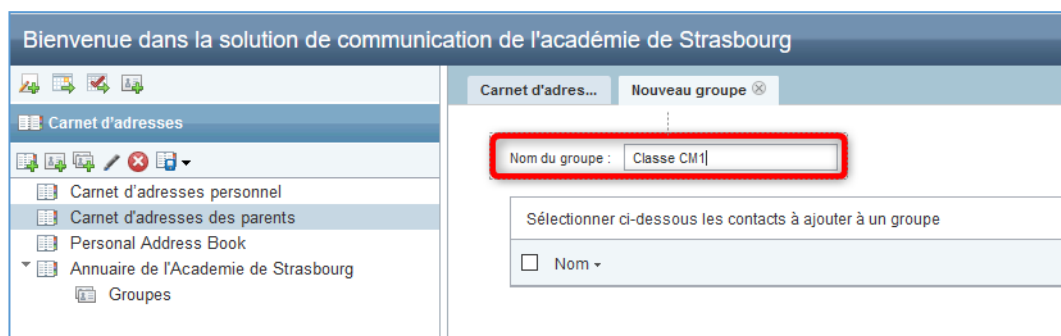 Bienvenue dans la solution de communication de l'académie de Strasbourg
Carnet d'adresses
Carnet d'adresses personnel
Carnet d'adresses des parents
Personal Address Book
Annuaire de l'Academie de Strasbourg
Groupes
Carnet d'adres...
Nouveau groupe
Nom du groupe :
Classe CM1
Sélectionner ci-dessous les contacts à ajouter à un groupe
Nom